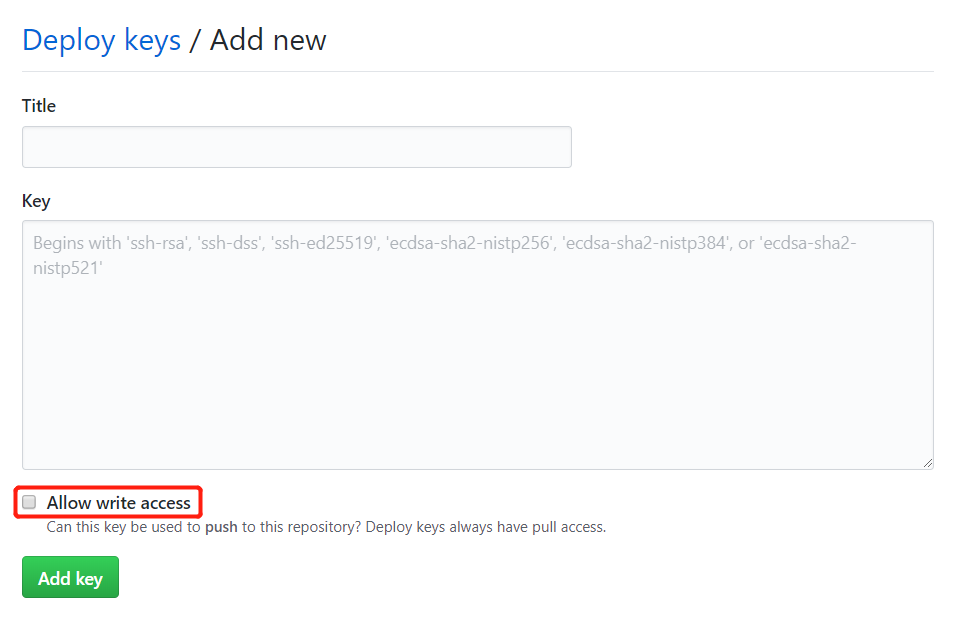 Deploy keys / Add new
Title
Key
Begins with 'ssh-rsa', 'ssh-dss', 'ssh-ed25519', 'ecdsa-sha2-nistp256', 'ecdsa-sha2-nistp384', or 'ecdsa-sha2-
nistp521'
Allow write access
Can this key be used to push to this repository? Deploy keys always have pull access.
Add key